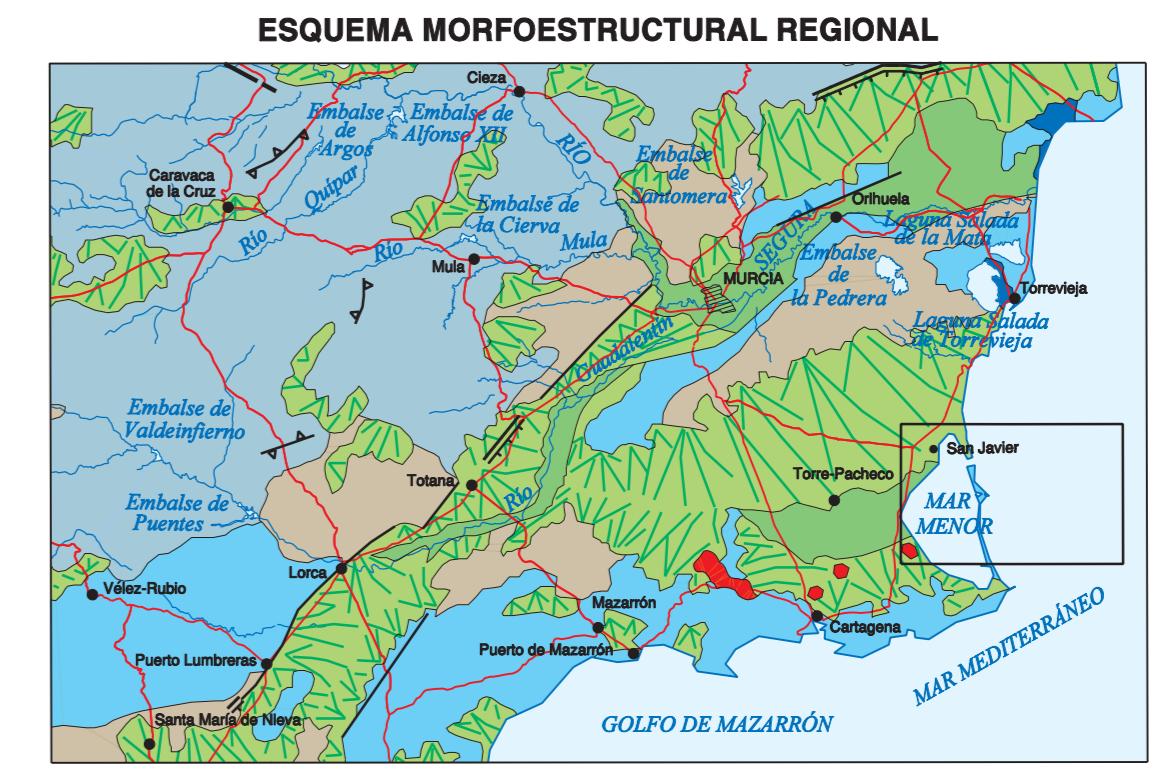 ESQUEMA MORFOESTRUCTURAL REGIONAL
Cieza
Embalse
de
Argos
Embalse de
Alfonso XII
RÍO
Embalse
de
Santomera
Caravaca
de la Cruz
Quípar
Río
Embalse de
la Cierva
Mula
Río
Mula
Orihuela
SEGURA
Laguna Salada
de la Mata
Embalse
de
la Pedrera
MURCIA
Torrevieja
Laguna Salada
de Torrevieja
Guadalentín
Embalse de
Valdeinfierno
San Javier
Torre-Pacheco
Totana
Río
MAR
MENOR
Embalse de
Puentes
Lorca
Vélez-Rubio
Mazarrón
Cartagena
Puerto de Mazarrón
Puerto Lumbreras
MAR MEDITERRÁNEO
Santa María de Nieva
GOLFO DE MAZARRÓN